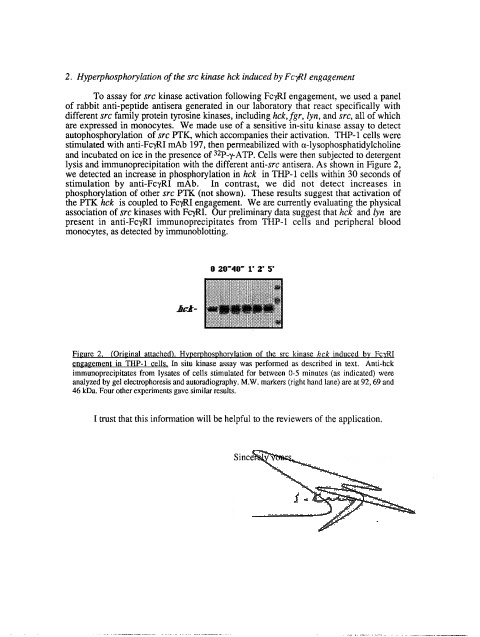 2. Hyperphosphorylation of the src kinase hck induced by FcγRI engagement
To assay for src kinase activation following FcγRI engagement, we used a panel
of rabbit anti-peptide antisera generated in our laboratory that react specifically with
different src family protein tyrosine kinases, including hck, fgr, lyn, and src, all of which
are expressed in monocytes. We made use of a sensitive in-situ kinase assay to detect
autophosphorylation of src PTK, which accompanies their activation. THP-1 cells were
stimulated with anti-FcγRI mAb 197, then permeabilized with α-lysophosphatidylcholine
and incubated on ice in the presence of ³²P-γ-ATP. Cells were then subjected to detergent
lysis and immunoprecipitation with the different anti-src antisera. As shown in Figure 2,
we detected an increase in phosphorylation in hck in THP-1 cells within 30 seconds of
stimulation by anti-FcγRI mAb. In contrast, we did not detect increases in
phosphorylation of other src PTK (not shown). These results suggest that activation of
the PTK hck is coupled to FcγRI engagement. We are currently evaluating the physical
association of src kinases with FcγRI. Our preliminary data suggest that hck and lyn are
present in anti-FcγRI immunoprecipitates from THP-1 cells and peripheral blood
monocytes, as detected by immunoblotting.
0 20"40" 1' 2' 5'
hck-
Figure 2. (Original attached). Hyperphosphorylation of the src kinase hck induced by FcγRI
engagement in THP-1 cells. In situ kinase assay was performed as described in text. Anti-hck
immunoprecipitates from lysates of cells stimulated for between 0-5 minutes (as indicated) were
analyzed by gel electrophoresis and autoradiography. M.W. markers (right hand lane) are at 92, 69 and
46 kDa. Four other experiments gave similar results.
I trust that this information will be helpful to the reviewers of the application.
Sincerely yours,